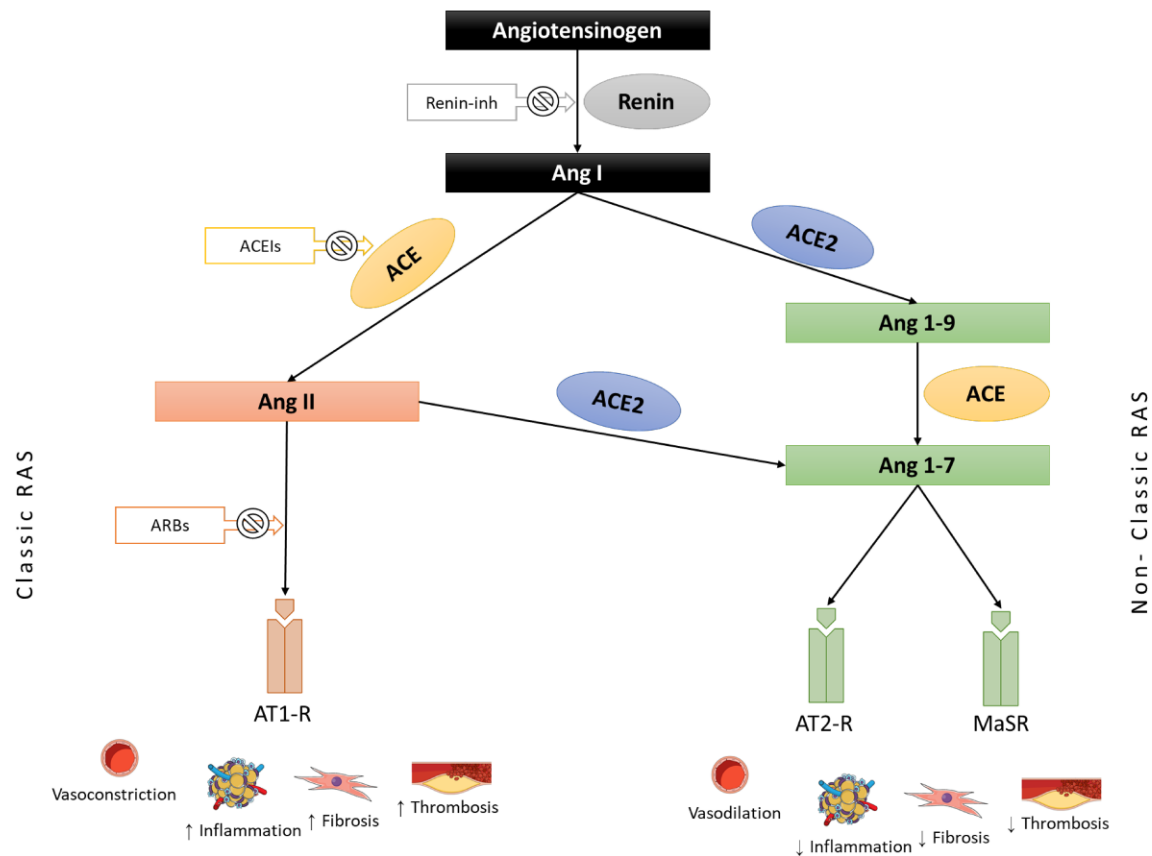 Angiotensinogen
Renin-inh
Renin
Ang I
ACEIs
ACE
ACE2
Ang 1-9
Ang II
ACE2
ACE
Ang 1-7
Classic RAS
Non- Classic RAS
ARBs
AT1-R
AT2-R
MaSR
Vasoconstriction
↑ Inflammation
↑ Fibrosis
↑ Thrombosis
Vasodilation
↓ Inflammation
↓ Fibrosis
↓ Thrombosis